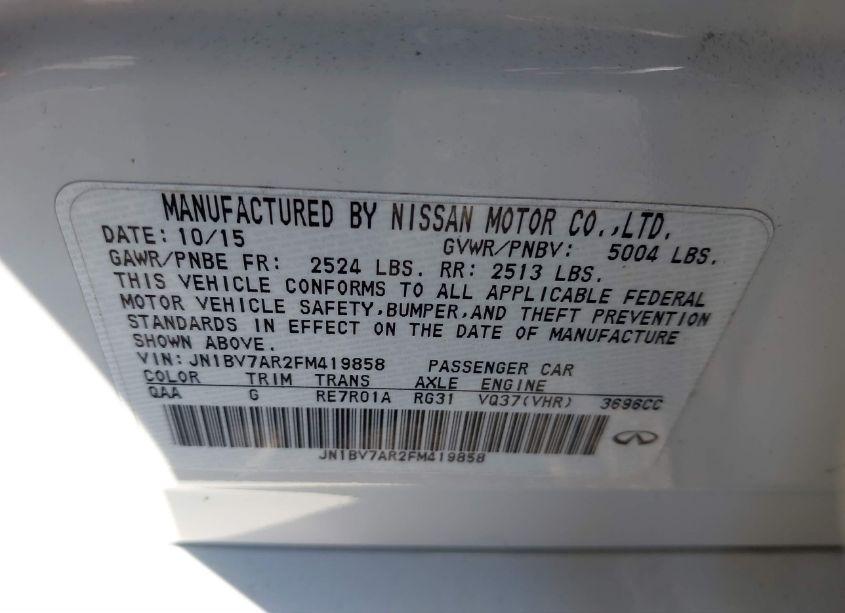 MANUFACTURED BY NISSAN MOTOR CO.,LTD.
DATE: 10/15 GVWR/PNBV: 5004 LBS.
GAWR/PNBE FR: 2524 LBS. RR: 2513 LBS.
THIS VEHICLE CONFORMS TO ALL APPLICABLE FEDERAL
MOTOR VEHICLE SAFETY,BUMPER,AND THEFT PREVENTION
STANDARDS IN EFFECT ON THE DATE OF MANUFACTURE
SHOWN ABOVE.
VIN: JN1BV7AR2FM419858 PASSENGER CAR
COLOR TRIM TRANS AXLE ENGINE
QAA G RE7R01A RG31 VQ37(VHR) 3696CC
JN1BV7AR2FM419858